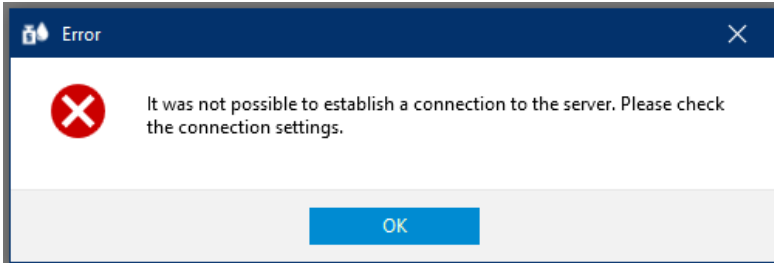 Error
It was not possible to establish a connection to the server. Please check
the connection settings.
OK